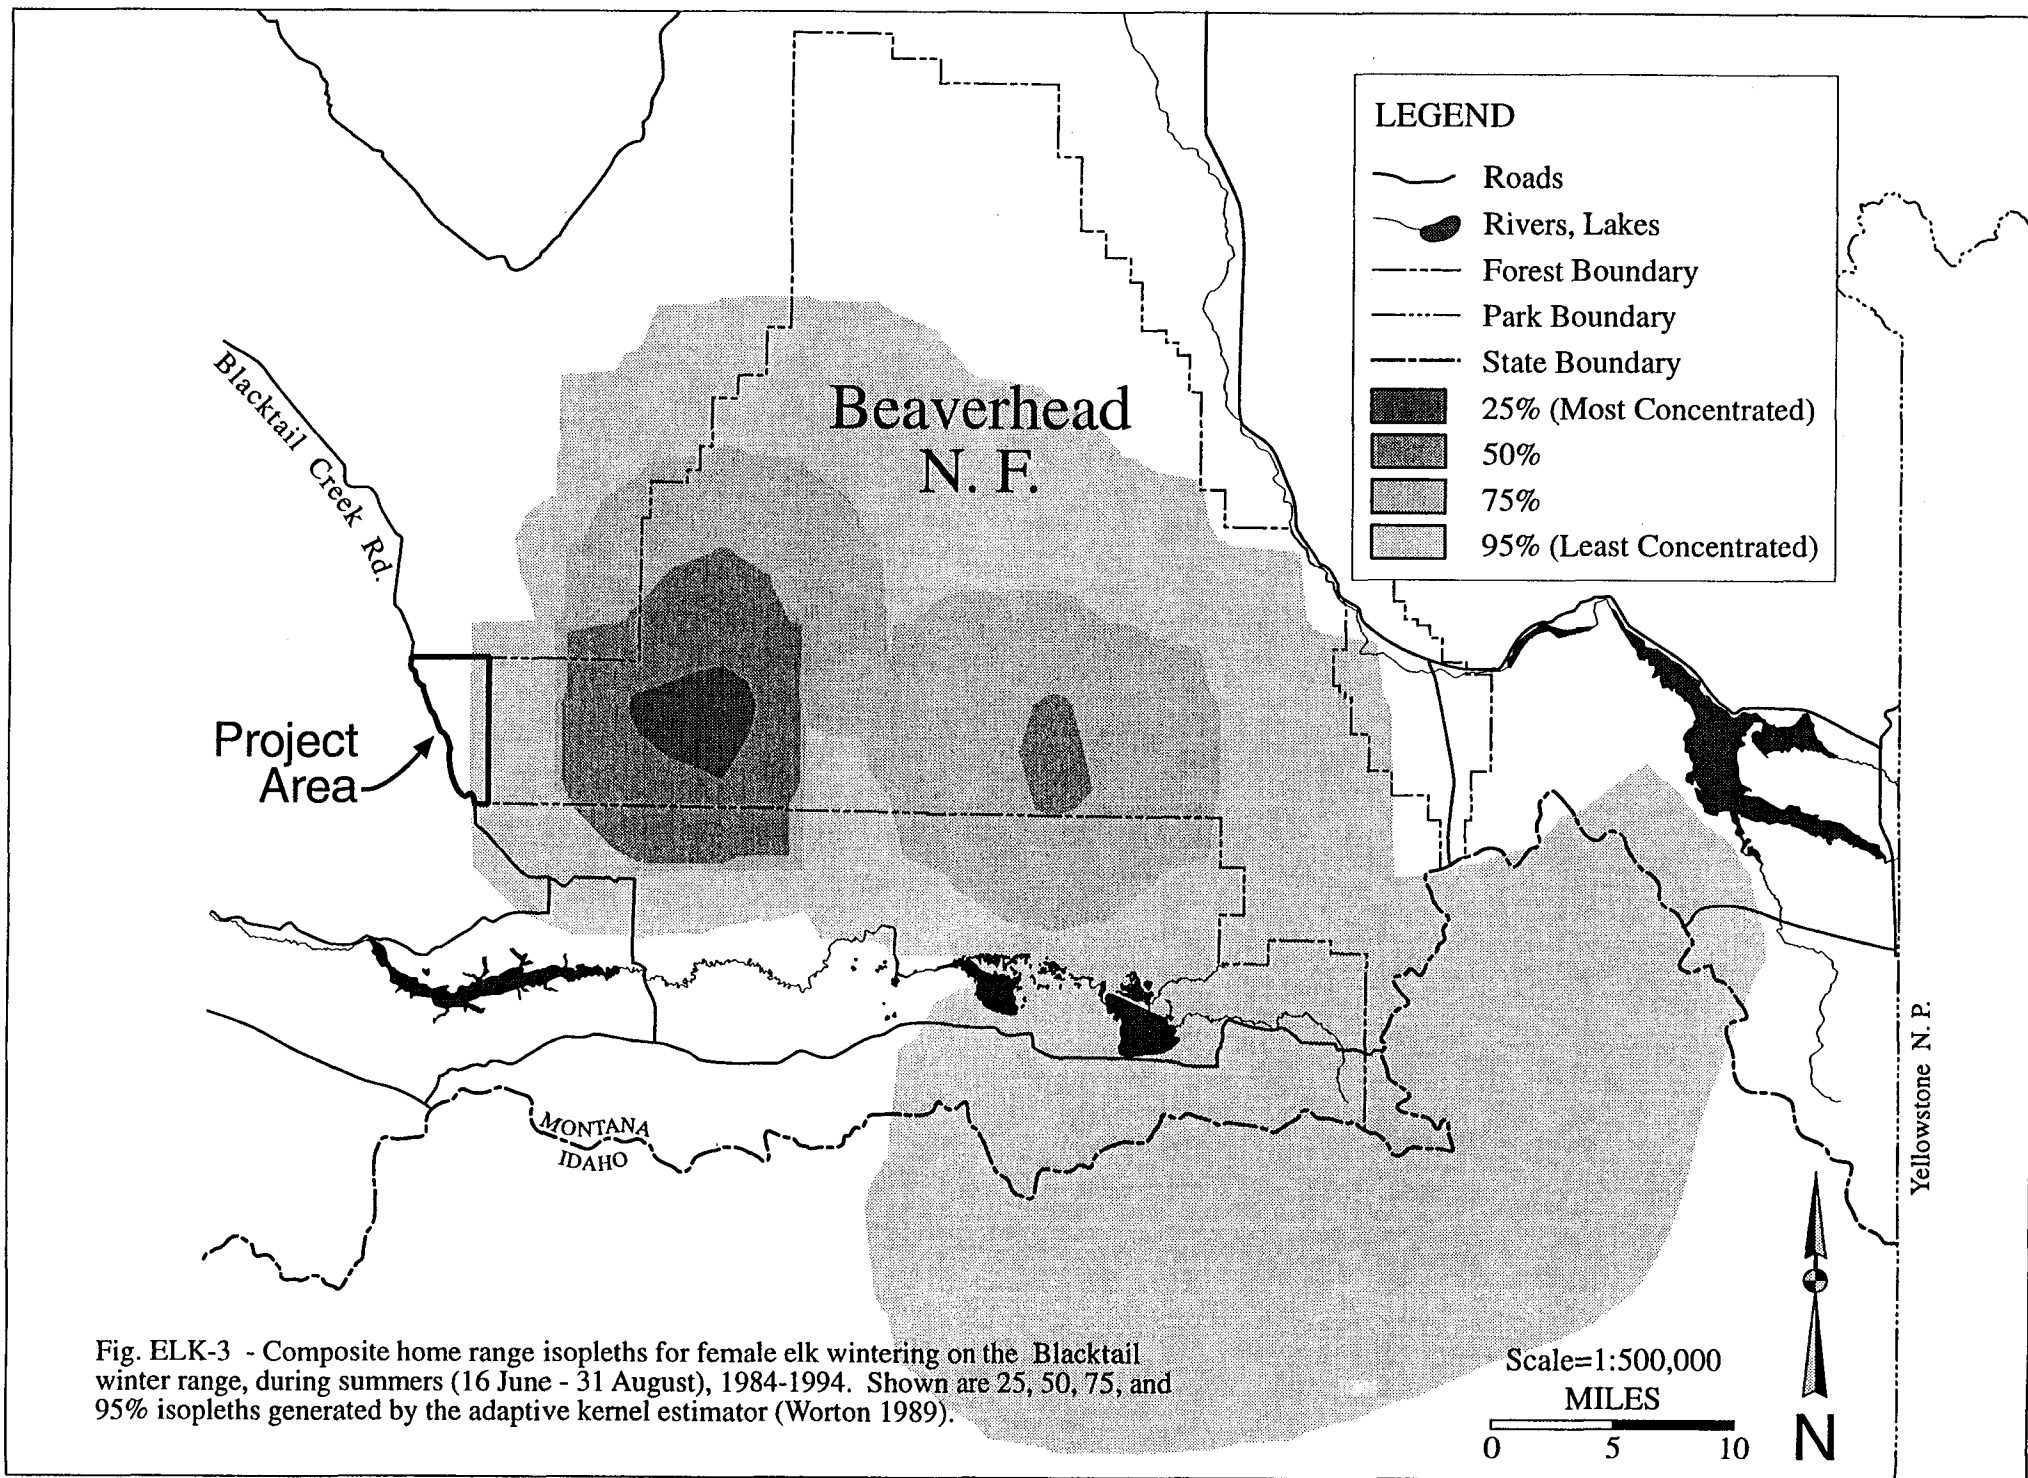 LEGEND
Roads
Rivers, Lakes
Forest Boundary
Park Boundary
State Boundary
25% (Most Concentrated)
50%
75%
95% (Least Concentrated)
Beaverhead
N. F.
Blacktail Creek Rd.
Project
Area
MONTANA
IDAHO
Yellowstone N. P.
Fig. ELK-3 - Composite home range isopleths for female elk wintering on the Blacktail
winter range, during summers (16 June - 31 August), 1984-1994. Shown are 25, 50, 75, and
95% isopleths generated by the adaptive kernel estimator (Worton 1989).
Scale=1:500,000
MILES
0 5 10
N